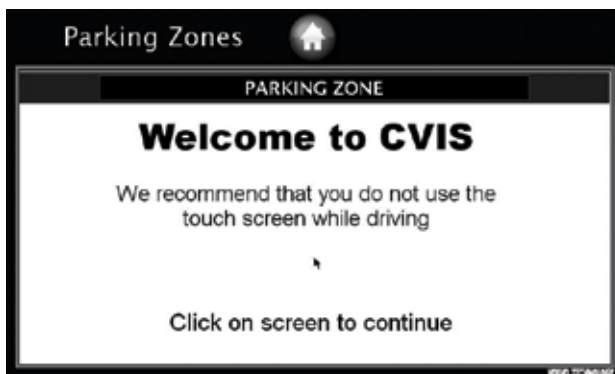 Parking Zones
PARKING ZONE
Welcome to CVIS
We recommend that you do not use the
touch screen while driving
Click on screen to continue